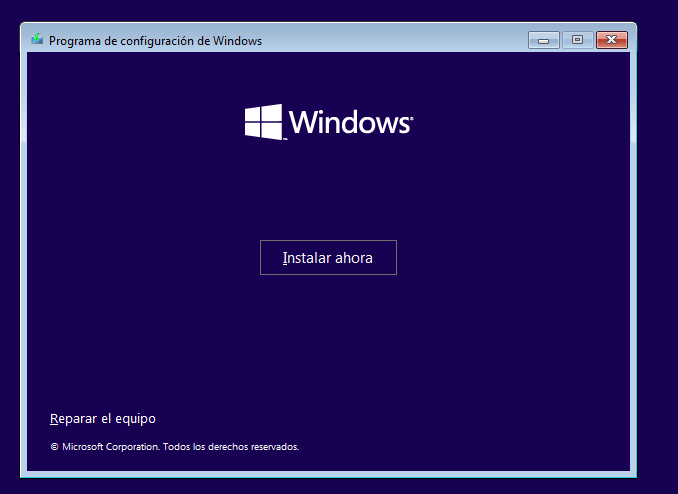 Programa de configuración de Windows
Windows®
Instalar ahora
Reparar el equipo
© Microsoft Corporation. Todos los derechos reservados.